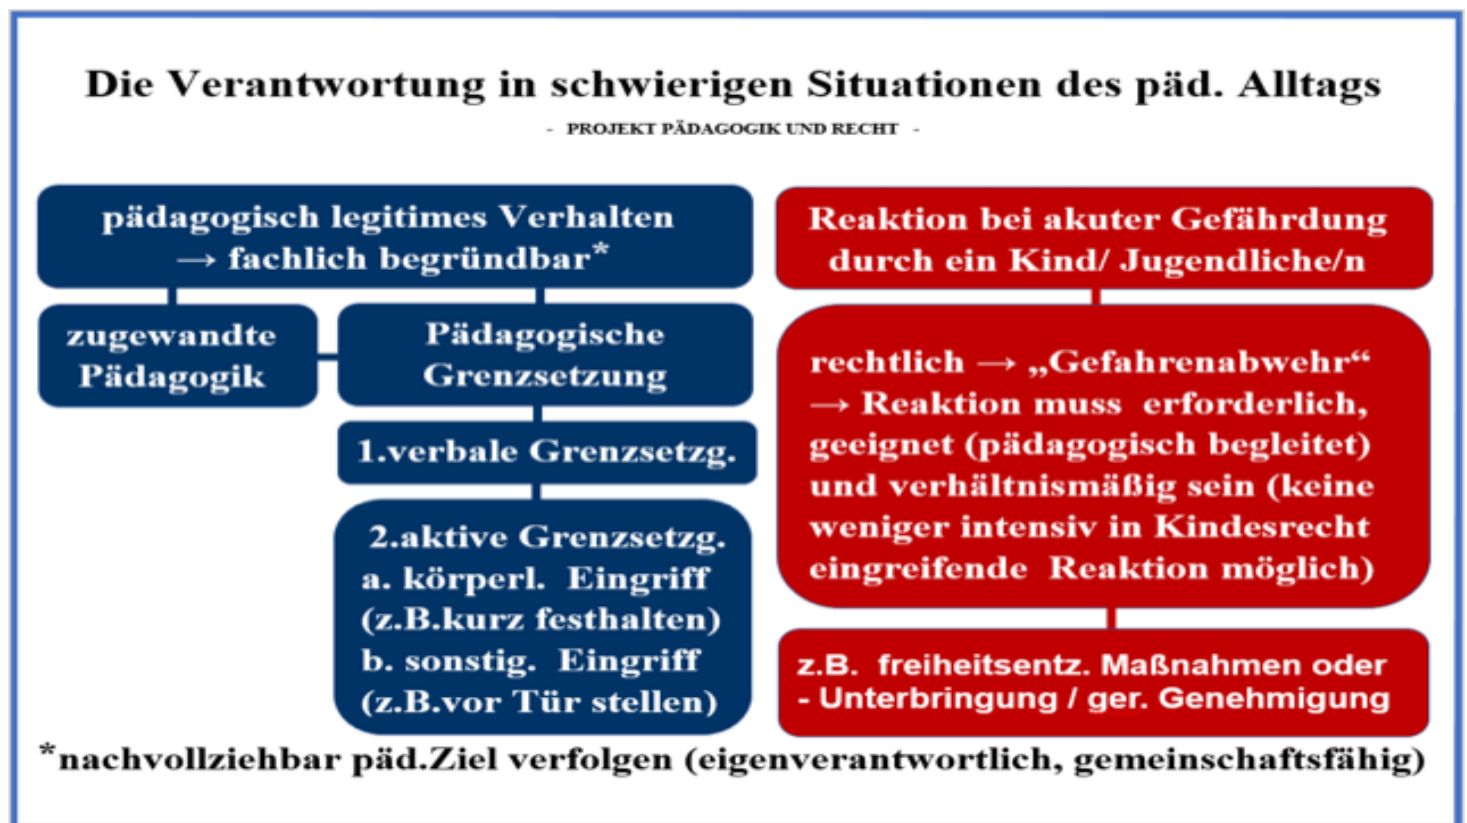 Die Verantwortung in schwierigen Situationen des päd. Alltags
- PROJEKT PÄDAGOGIK UND RECHT -
pädagogisch legitimes Verhalten
→ fachlich begründbar*
zugewandte
Pädagogik
Pädagogische
Grenzsetzung
1.verbale Grenzsetzg.
2.aktive Grenzsetzg.
a. körperl. Eingriff
(z.B.kurz festhalten)
b. sonstig. Eingriff
(z.B.vor Tür stellen)
Reaktion bei akuter Gefährdung
durch ein Kind/ Jugendliche/n
rechtlich → „Gefahrenabwehr“
→ Reaktion muss erforderlich,
geeignet (pädagogisch begleitet)
und verhältnismäßig sein (keine
weniger intensiv in Kindesrecht
eingreifende Reaktion möglich)
z.B. freiheitsentz. Maßnahmen oder
- Unterbringung / ger. Genehmigung
*nachvollziehbar päd.Ziel verfolgen (eigenverantwortlich, gemeinschaftsfähig)